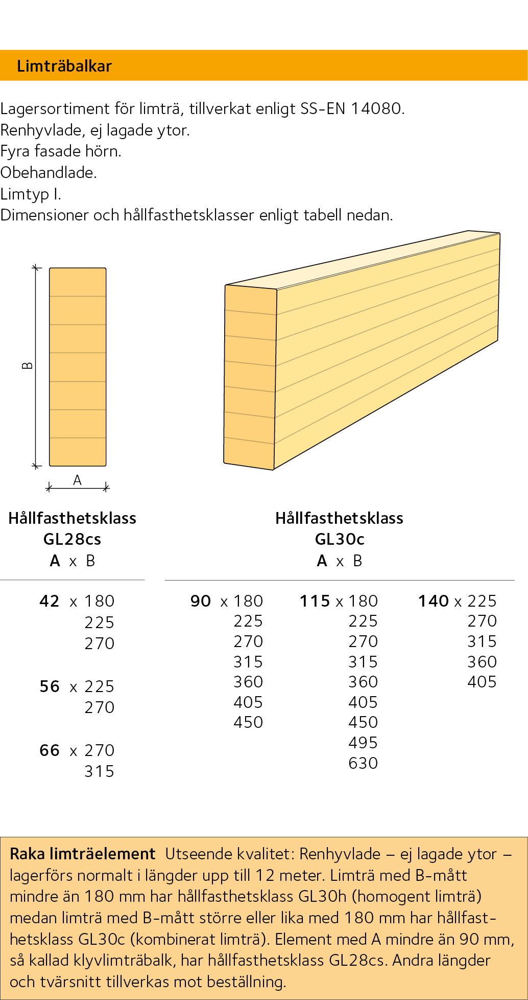 Limträbalkar
Lagersortiment för limträ, tillverkat enligt SS-EN 14080.
Renhyvlade, ej lagade ytor.
Fyra fasade hörn.
Obehandlade.
Limtyp I.
Dimensioner och hållfasthetsklasser enligt tabell nedan.
B
A
Hållfasthetsklass
GL28cs
A x B
42 x 180
225
270
56 x 225
270
66 x 270
315
Hållfasthetsklass
GL30c
A x B
90 x 180
225
270
315
360
405
450
115 x 180
225
270
315
360
405
450
495
630
140 x 225
270
315
360
405
Raka limträelement Utseende kvalitet: Renhyvlade – ej lagade ytor –
lagerförs normalt i längder upp till 12 meter. Limträ med B-mått
mindre än 180 mm har hållfasthetsklass GL30h (homogent limträ)
medan limträ med B-mått större eller lika med 180 mm har hållfast-
hetsklass GL30c (kombinerat limträ). Element med A mindre än 90 mm,
så kallad klyvlimträbalk, har hållfasthetsklass GL28cs. Andra längder
och tvärsnitt tillverkas mot beställning.